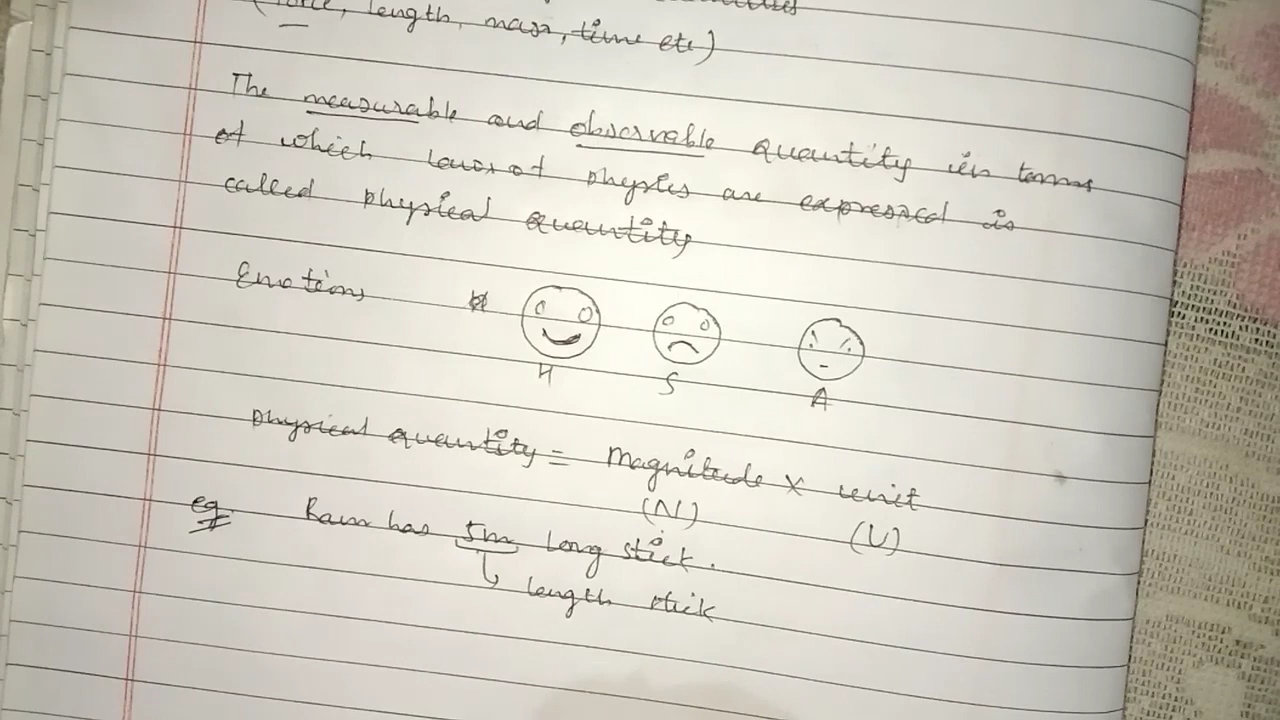 (force, length, mass, time etc)
The measurable and observable quantity in terms
of which laws of physics are expressed is
called physical quantity
Emotions
H S A
physical quantity = Magnitude × unit
(N) (U)
eg Ram has 5m long stick.
length stick